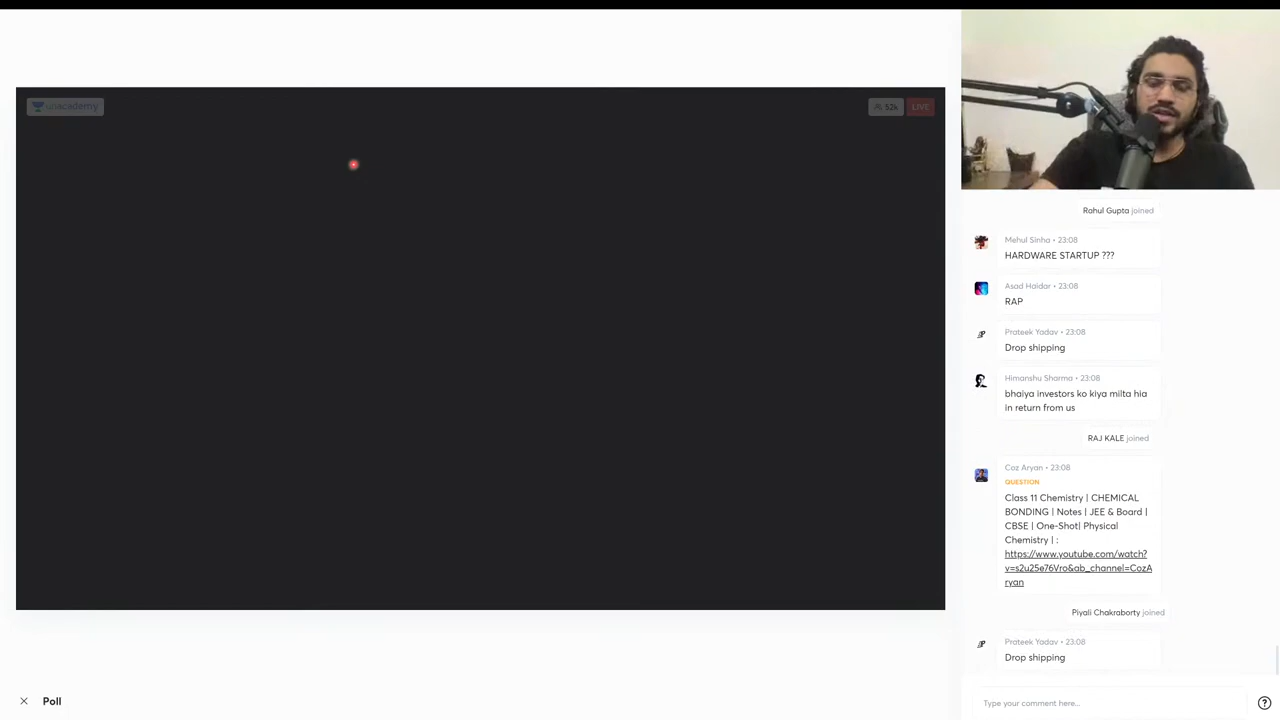 unacademy
52k
LIVE
Rahul Gupta joined
Mehul Sinha • 23:08
HARDWARE STARTUP ???
Asad Haidar • 23:08
RAP
Prateek Yadav • 23:08
Drop shipping
Himanshu Sharma • 23:08
bhaiya investors ko kiya milta hia
in return from us
RAJ KALE joined
Coz Aryan • 23:08
QUESTION
Class 11 Chemistry | CHEMICAL
BONDING | Notes | JEE & Board |
CBSE | One-Shot| Physical
Chemistry | :
https://www.youtube.com/watch?
v=s2u25e76Vro&ab_channel=CozA
ryan
Piyali Chakraborty joined
Prateek Yadav • 23:08
Drop shipping
Poll
Type your comment here...